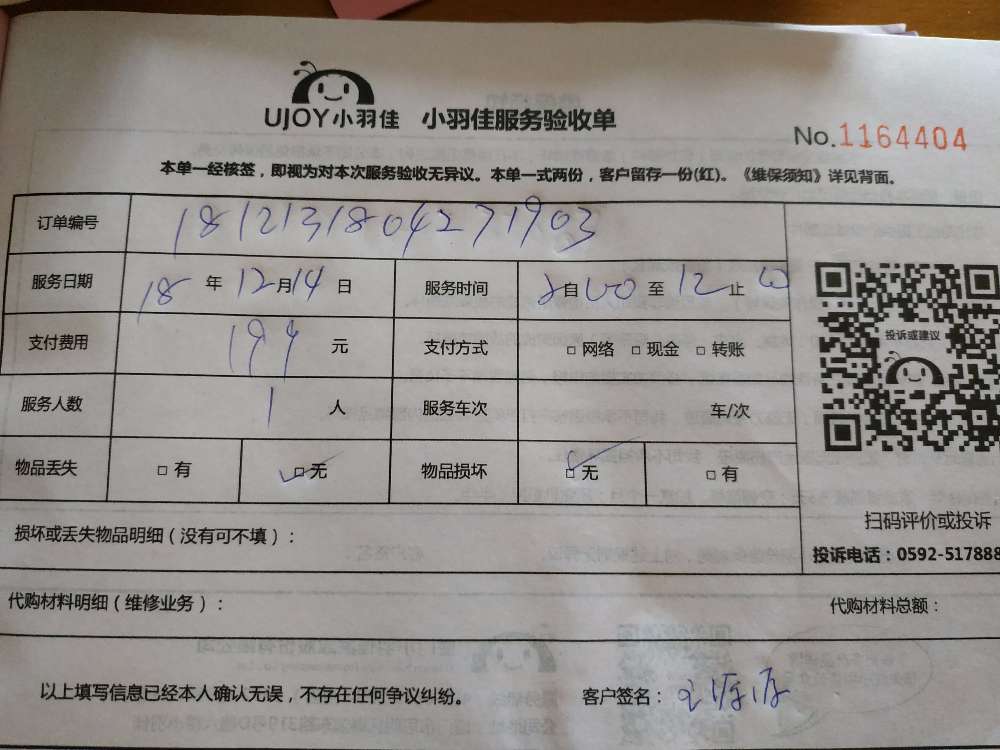 UJOY小羽佳 小羽佳服务验收单
No.1164404
本单一经核签，即视为对本次服务验收无异议。本单一式两份，客户留存一份(红)。《维保须知》详见背面。
订单编号 1812131804271903
服务日期 18 年 12 月 14 日 服务时间 8 自 00 至 12 止 00
支付费用 199 元 支付方式 □ 网络 □ 现金 □ 转账
投诉或建议
服务人数 1 人 服务车次 车/次
物品丢失 □ 有 ☑ 无 物品损坏 ☑ 无 □ 有
扫码评价或投诉
损坏或丢失物品明细（没有可不填）：
投诉电话：0592-517888
代购材料明细（维修业务）： 代购材料总额：
以上填写信息已经本人确认无误，不存在任何争议纠纷。 客户签名：